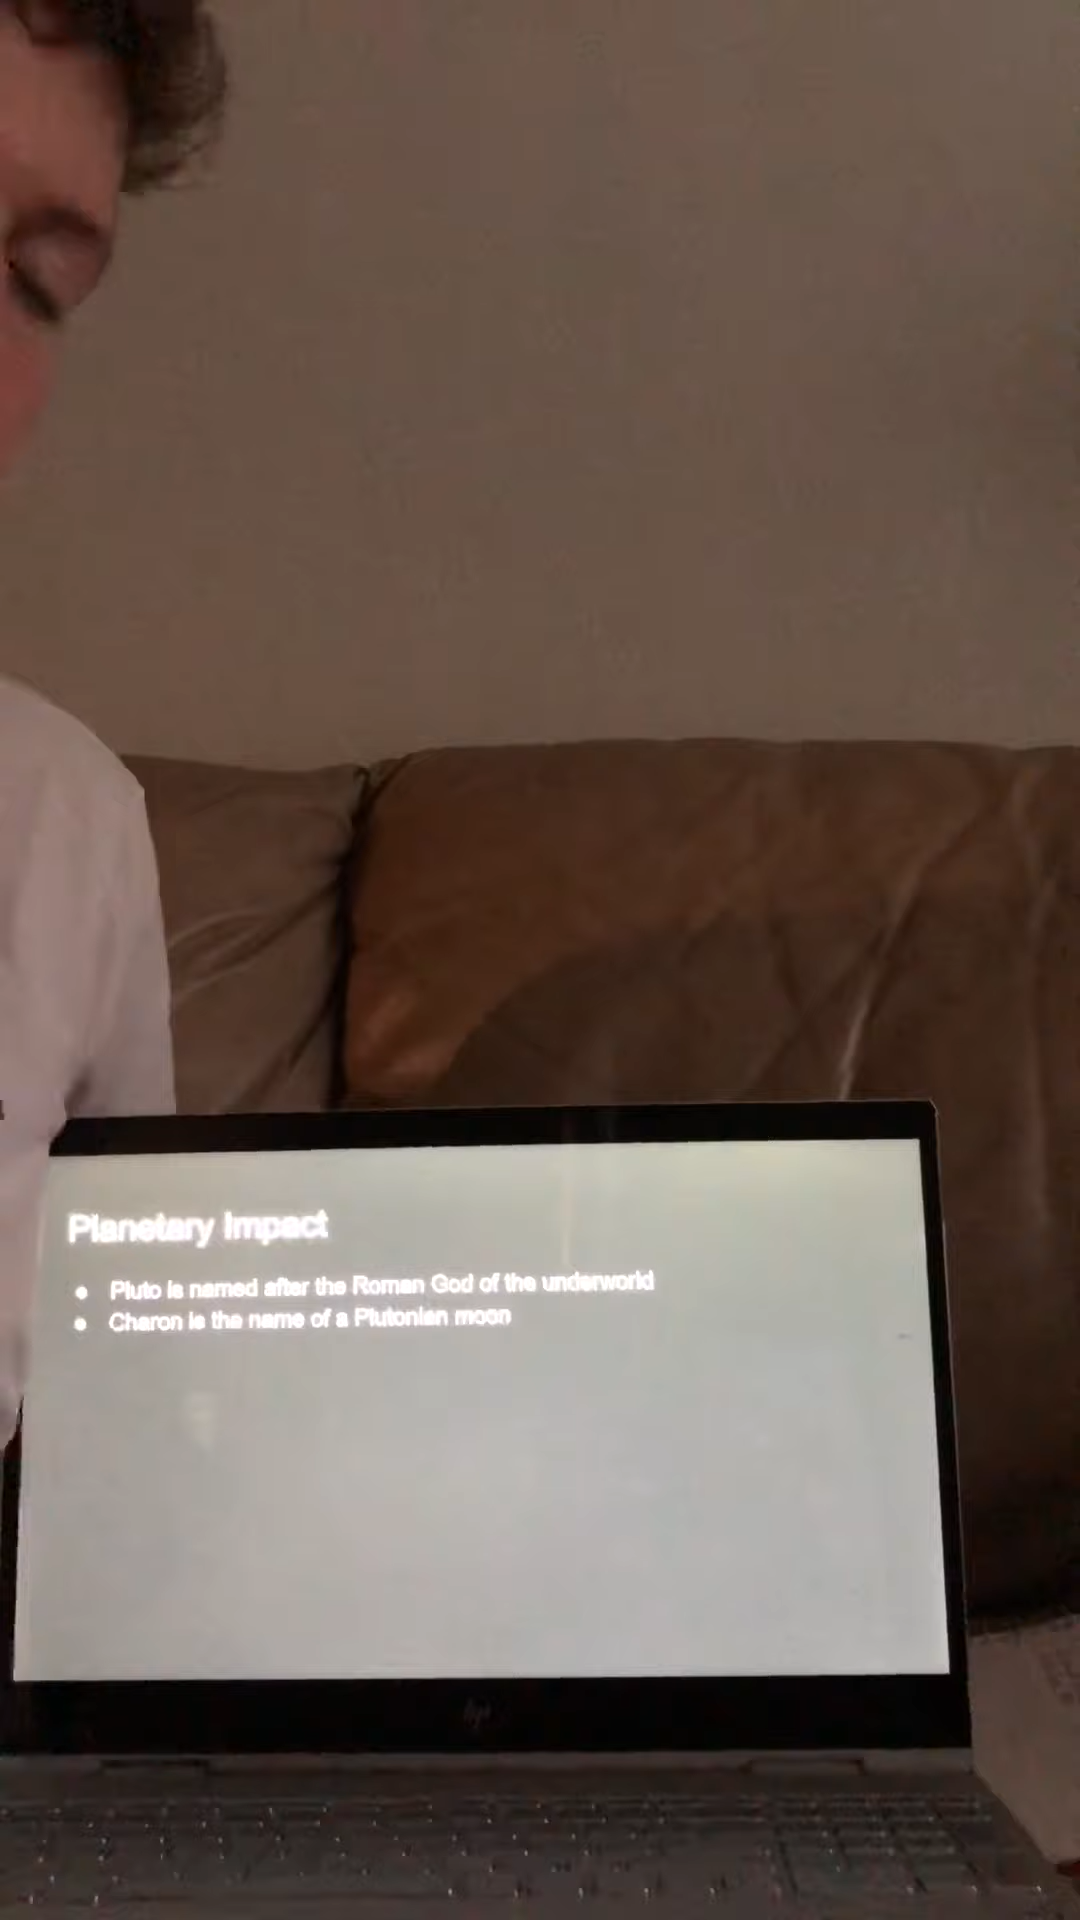 Planetary Impact
Pluto is named after the Roman God of the underworld
Charon is the name of a Plutonian moon
hp